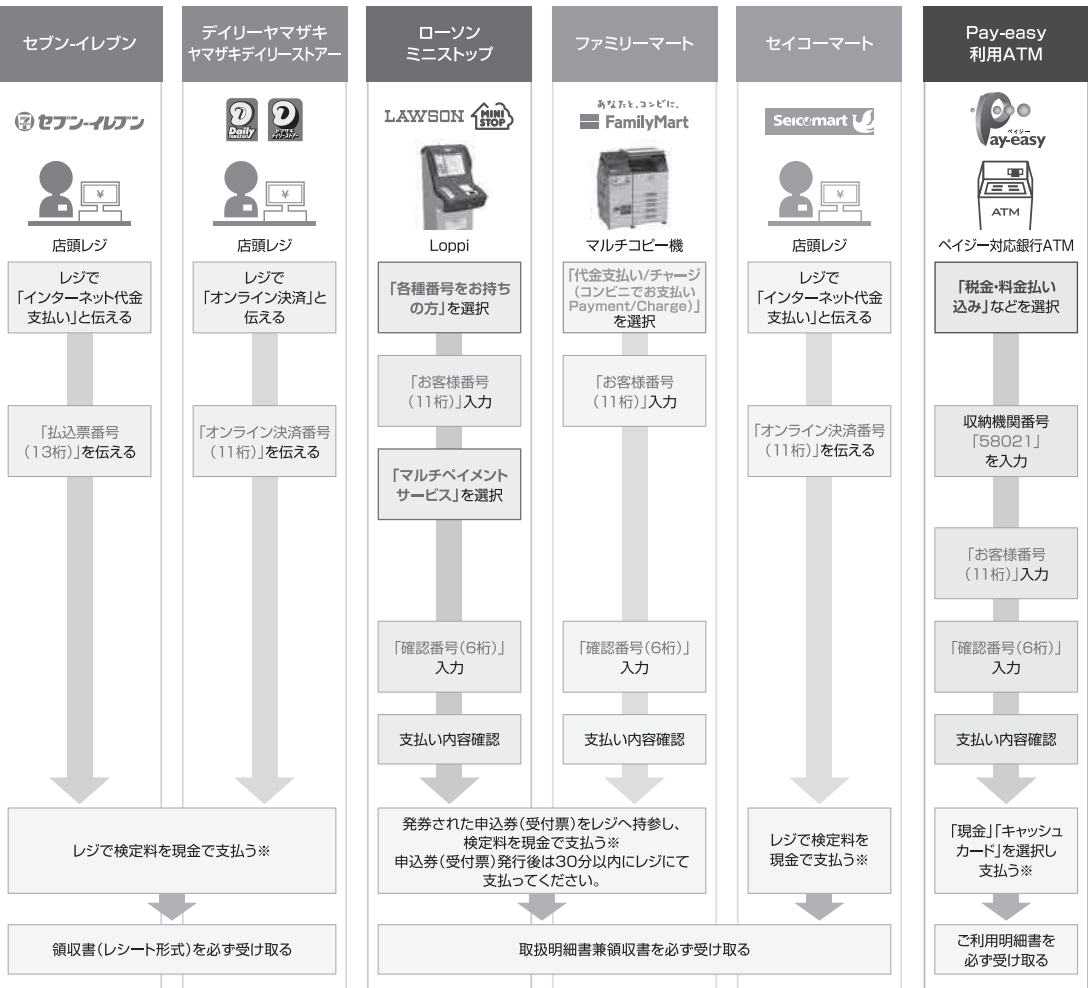 セブン-イレブン
デイリーヤマザキ
ヤマザキデイリーストアー
ローソン
ミニストップ
ファミリーマート
セイコーマート
Pay-easy
利用ATM
セブン-イレブン
Daily
LAWSON
MINI
STOP
あなたと、コンビに、
FamilyMart
Seicomart
ペイジー
Pay-easy
¥
¥
¥
ATM
店頭レジ
店頭レジ
Loppi
マルチコピー機
店頭レジ
ペイジー対応銀行ATM
レジで
「インターネット代金
支払い」と伝える
「払込票番号
(13桁)」を伝える
レジで
「オンライン決済」と
伝える
「オンライン決済番号
(11桁)」を伝える
「各種番号をお持ち
の方」を選択
「お客様番号
(11桁)」入力
「マルチペイメント
サービス」を選択
「確認番号(6桁)」
入力
支払い内容確認
「代金支払い/チャージ
(コンビニでお支払い
Payment/Charge)」
を選択
「お客様番号
(11桁)」入力
「確認番号(6桁)」
入力
支払い内容確認
レジで
「インターネット代金
支払い」と伝える
「オンライン決済番号
(11桁)」を伝える
「税金・料金払い
込み」などを選択
収納機関番号
「58021」
を入力
「お客様番号
(11桁)」入力
「確認番号(6桁)」
入力
支払い内容確認
レジで検定料を現金で支払う※
発券された申込券(受付票)をレジへ持参し、
検定料を現金で支払う※
申込券(受付票)発行後は30分以内にレジにて
支払ってください。
レジで検定料を
現金で支払う※
「現金」「キャッシュ
カード」を選択し
支払う※
領収書(レシート形式)を必ず受け取る
取扱明細書兼領収書を必ず受け取る
ご利用明細書を
必ず受け取る